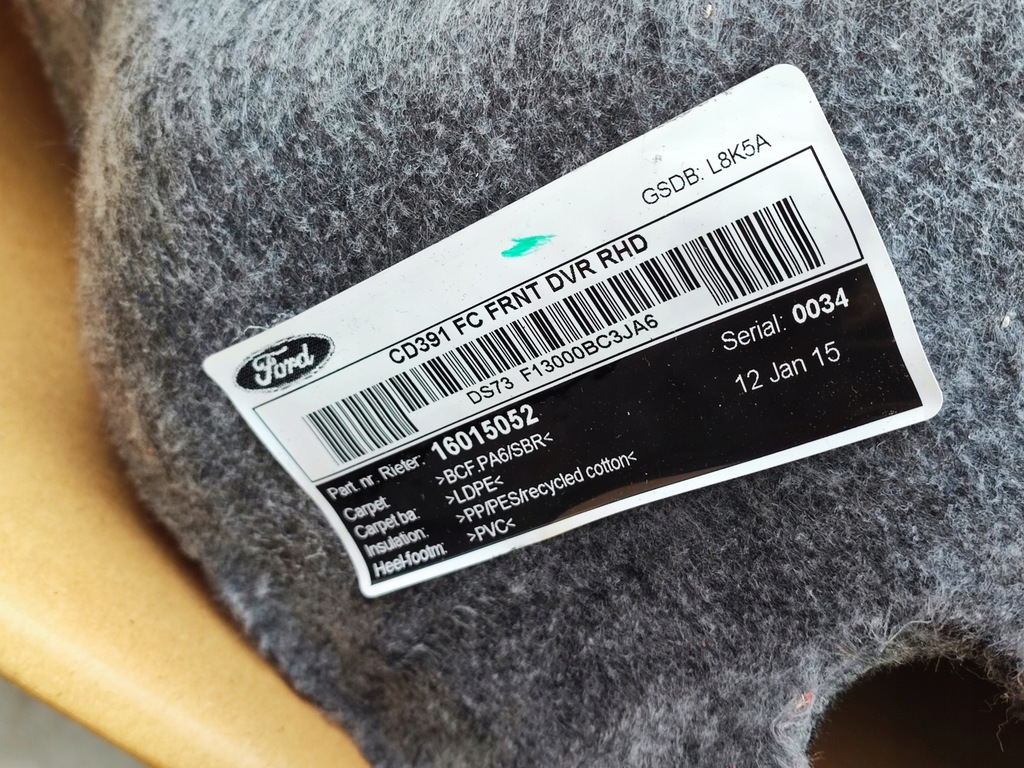 GSDB: L8K5A
Ford
CD391 FC FRNT DVR RHD
DS73 F13000BC3JA6
Serial: 0034
12 Jan 15
Part. nr. Rieter: 16015052
Carpet >BCF.PA6/SBR<
Carpet ba: >LDPE<
Insulation: >PP/PES/recycled cotton<
Heel-footm: >PVC<